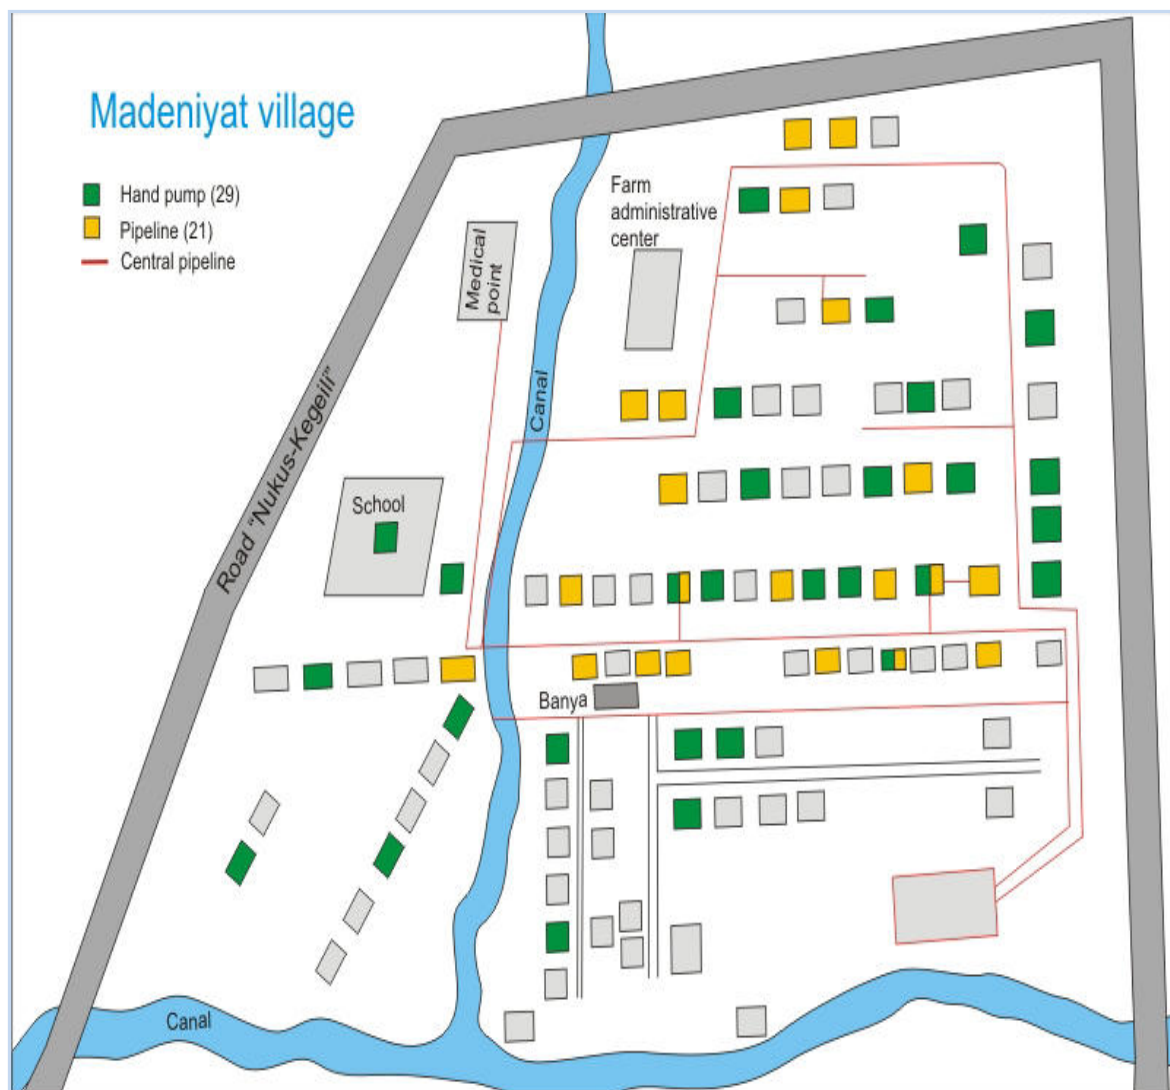 Madeniyat village
Hand pump (29)
Pipeline (21)
Central pipeline
Farm
administrative
center
Medical
point
Canal
Road "Nukus-Kegeili"
School
Banya
Canal